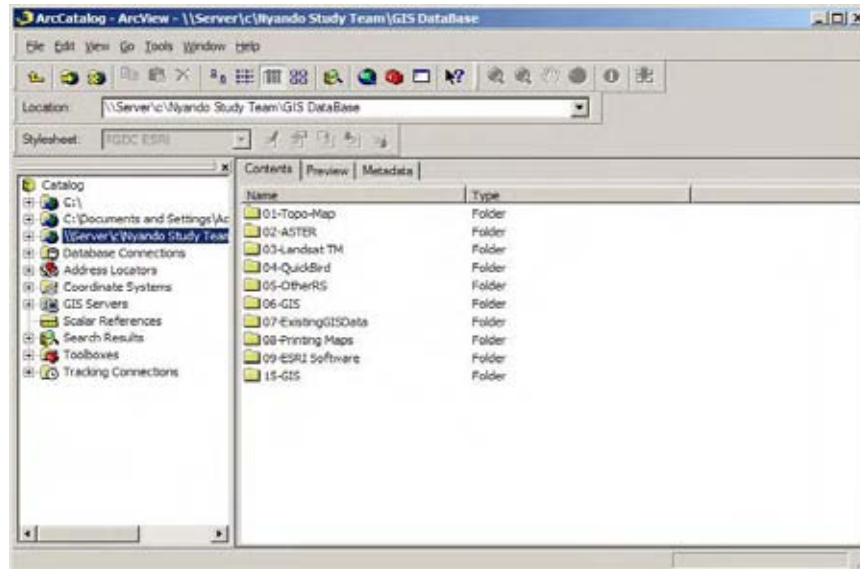 ArcCatalog - ArcView - \\Server\c\Nyando Study Team\GIS DataBase
File Edit View Go Tools Window Help
Location: \\Server\c\Nyando Study Team\GIS DataBase
Stylesheet: FGDC ESRI
Contents Preview Metadata
Catalog
C:\
C:\Documents and Settings\Ac
\\Server\c\Nyando Study Team
Database Connections
Address Locators
Coordinate Systems
GIS Servers
Scalar References
Search Results
Toolboxes
Tracking Connections
Name Type
01-Topo-Map Folder
02-ASTER Folder
03-Landsat TM Folder
04-QuickBird Folder
05-OtherRS Folder
06-GIS Folder
07-ExistingGISData Folder
08-Printing Maps Folder
09-ESRI Software Folder
15-GIS Folder